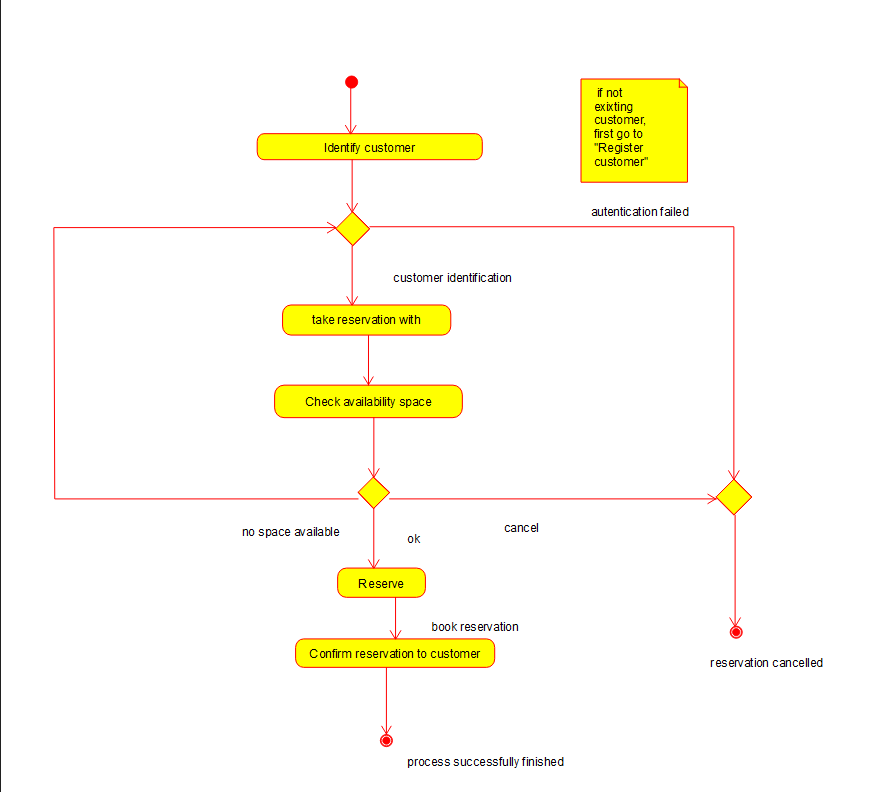 if not
exixting
customer,
first go to
"Register
customer"
Identify customer
autentication failed
customer identification
take reservation with
Check availability space
no space available
ok
cancel
Reserve
book reservation
Confirm reservation to customer
reservation cancelled
process successfully finished